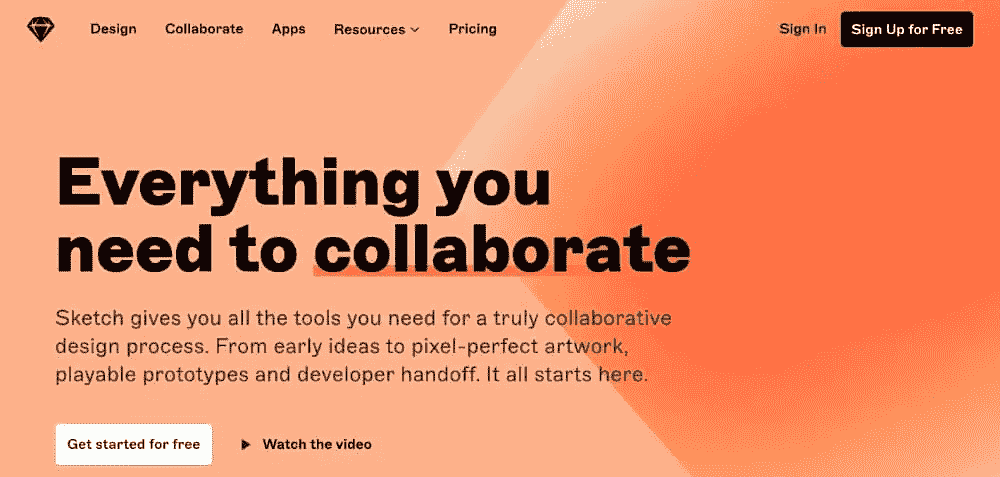 Design Collaborate Apps Resources Pricing Sign In Sign Up for Free
Everything you
need to collaborate
Sketch gives you all the tools you need for a truly collaborative
design process. From early ideas to pixel-perfect artwork,
playable prototypes and developer handoff. It all starts here.
Get started for free Watch the video